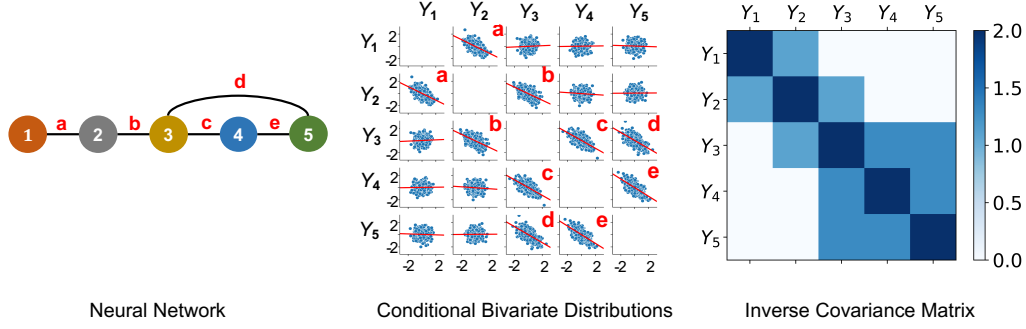 1 a 2 b 3 c 4 e 5
d
Y1 Y2 Y3 Y4 Y5
Y1 2 -2 a
Y2 2 -2 a b
Y3 2 -2 b c d
Y4 2 -2 c e
Y5 2 -2 d e
-2 2 -2 2 -2 2 -2 2 -2 2
Y1 Y2 Y3 Y4 Y5
Y1
Y2
Y3
Y4
Y5
2.0
1.5
1.0
0.5
0.0
Neural Network
Conditional Bivariate Distributions
Inverse Covariance Matrix